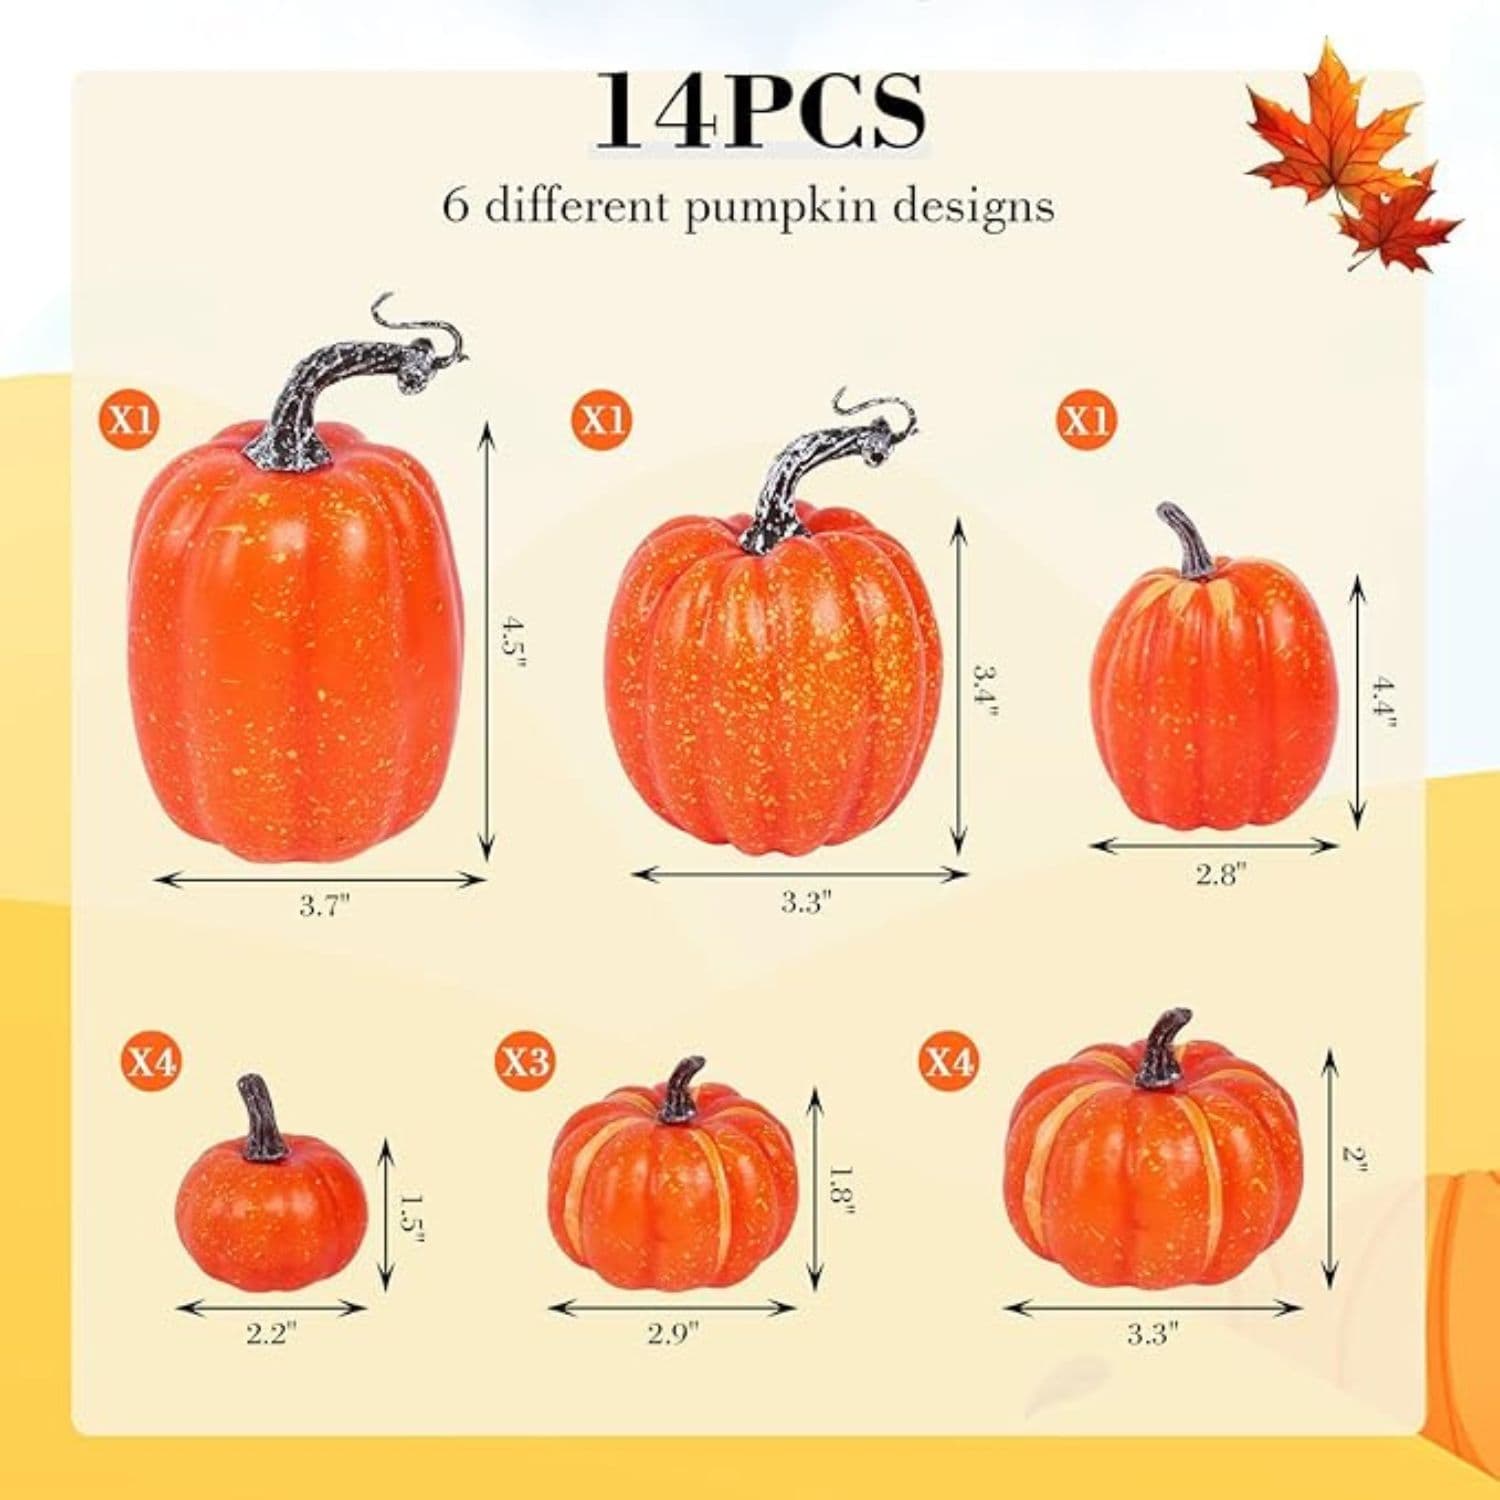 14PCS
6 different pumpkin designs
X1
X1
X1
4.5"
3.4"
4.4"
3.7"
3.3"
2.8"
X4
X3
X4
1.5"
1.8"
2"
2.2"
2.9"
3.3"